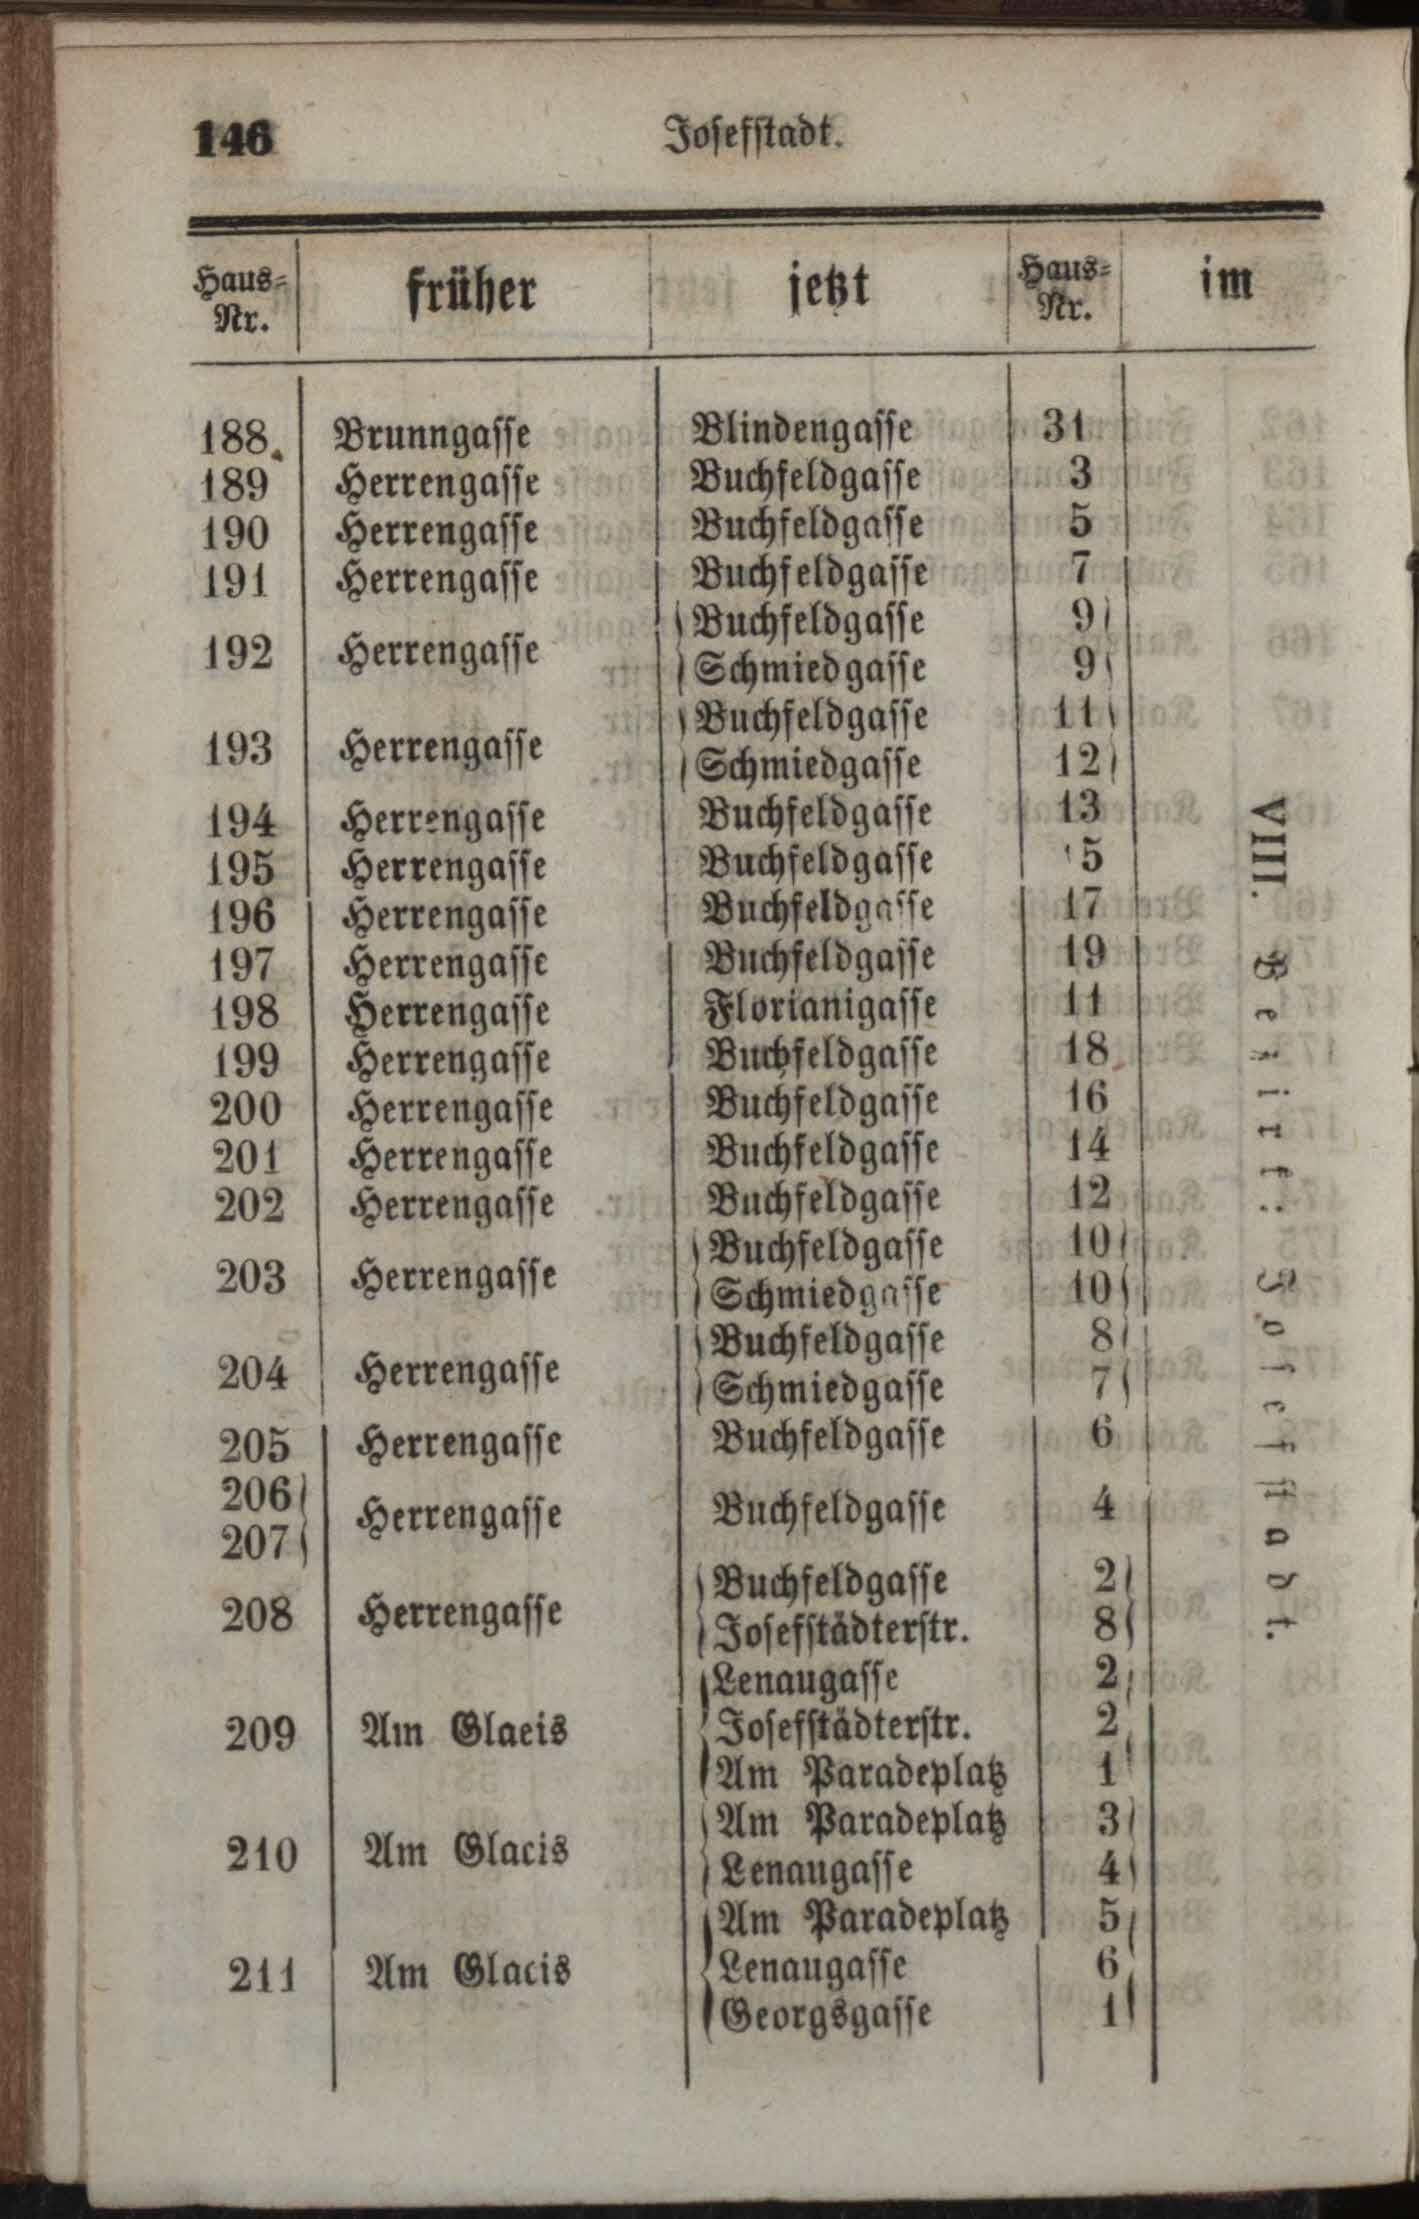 146 Josefstadt.
Haus-Nr. früher jetzt Haus-Nr. im
188. Brunngasse Blindengasse 31
189 Herrengasse Buchfeldgasse 3
190 Herrengasse Buchfeldgasse 5
191 Herrengasse Buchfeldgasse 7
192 Herrengasse Buchfeldgasse 9
Schmiedgasse 9
193 Herrengasse Buchfeldgasse 11
Schmiedgasse 12
194 Herrengasse Buchfeldgasse 13
195 Herrengasse Buchfeldgasse 5
196 Herrengasse Buchfeldgasse 17
197 Herrengasse Buchfeldgasse 19
198 Herrengasse Florianigasse 11
199 Herrengasse Buchfeldgasse 18
200 Herrengasse Buchfeldgasse 16
201 Herrengasse Buchfeldgasse 14
202 Herrengasse Buchfeldgasse 12
203 Herrengasse Buchfeldgasse 10
Schmiedgasse 10
204 Herrengasse Buchfeldgasse 8
Schmiedgasse 7
205 Herrengasse Buchfeldgasse 6
206
207 Herrengasse Buchfeldgasse 4
208 Herrengasse Buchfeldgasse 2
Josefstädterstr. 8
Lenaugasse 2
209 Am Glaeis Josefstädterstr. 2
Am Paradeplatz 1
210 Am Glacis Am Paradeplatz 3
Lenaugasse 4
Am Paradeplatz 5
211 Am Glacis Lenaugasse 6
Georgsgasse 1
VIII. Bezirk: Josefstadt.